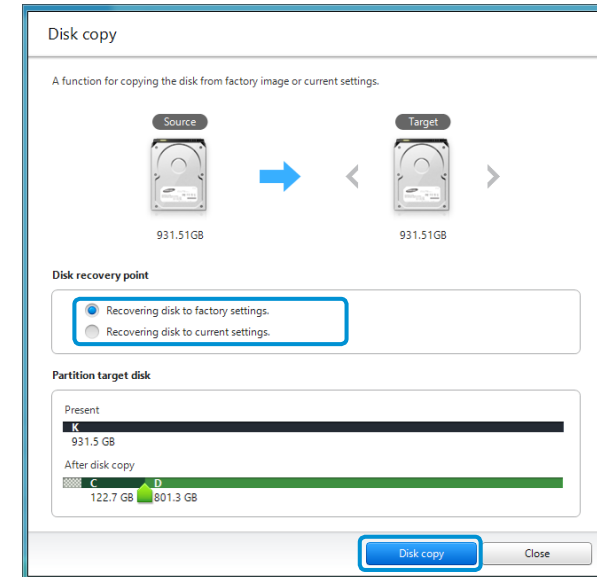 Disk copy
A function for copying the disk from factory image or current settings.
Source
Target
SAMSUNG
SAMSUNG
931.51GB
931.51GB
Disk recovery point
Recovering disk to factory settings.
Recovering disk to current settings.
Partition target disk
Present
K
931.5 GB
After disk copy
C D
122.7 GB 801.3 GB
Disk copy
Close